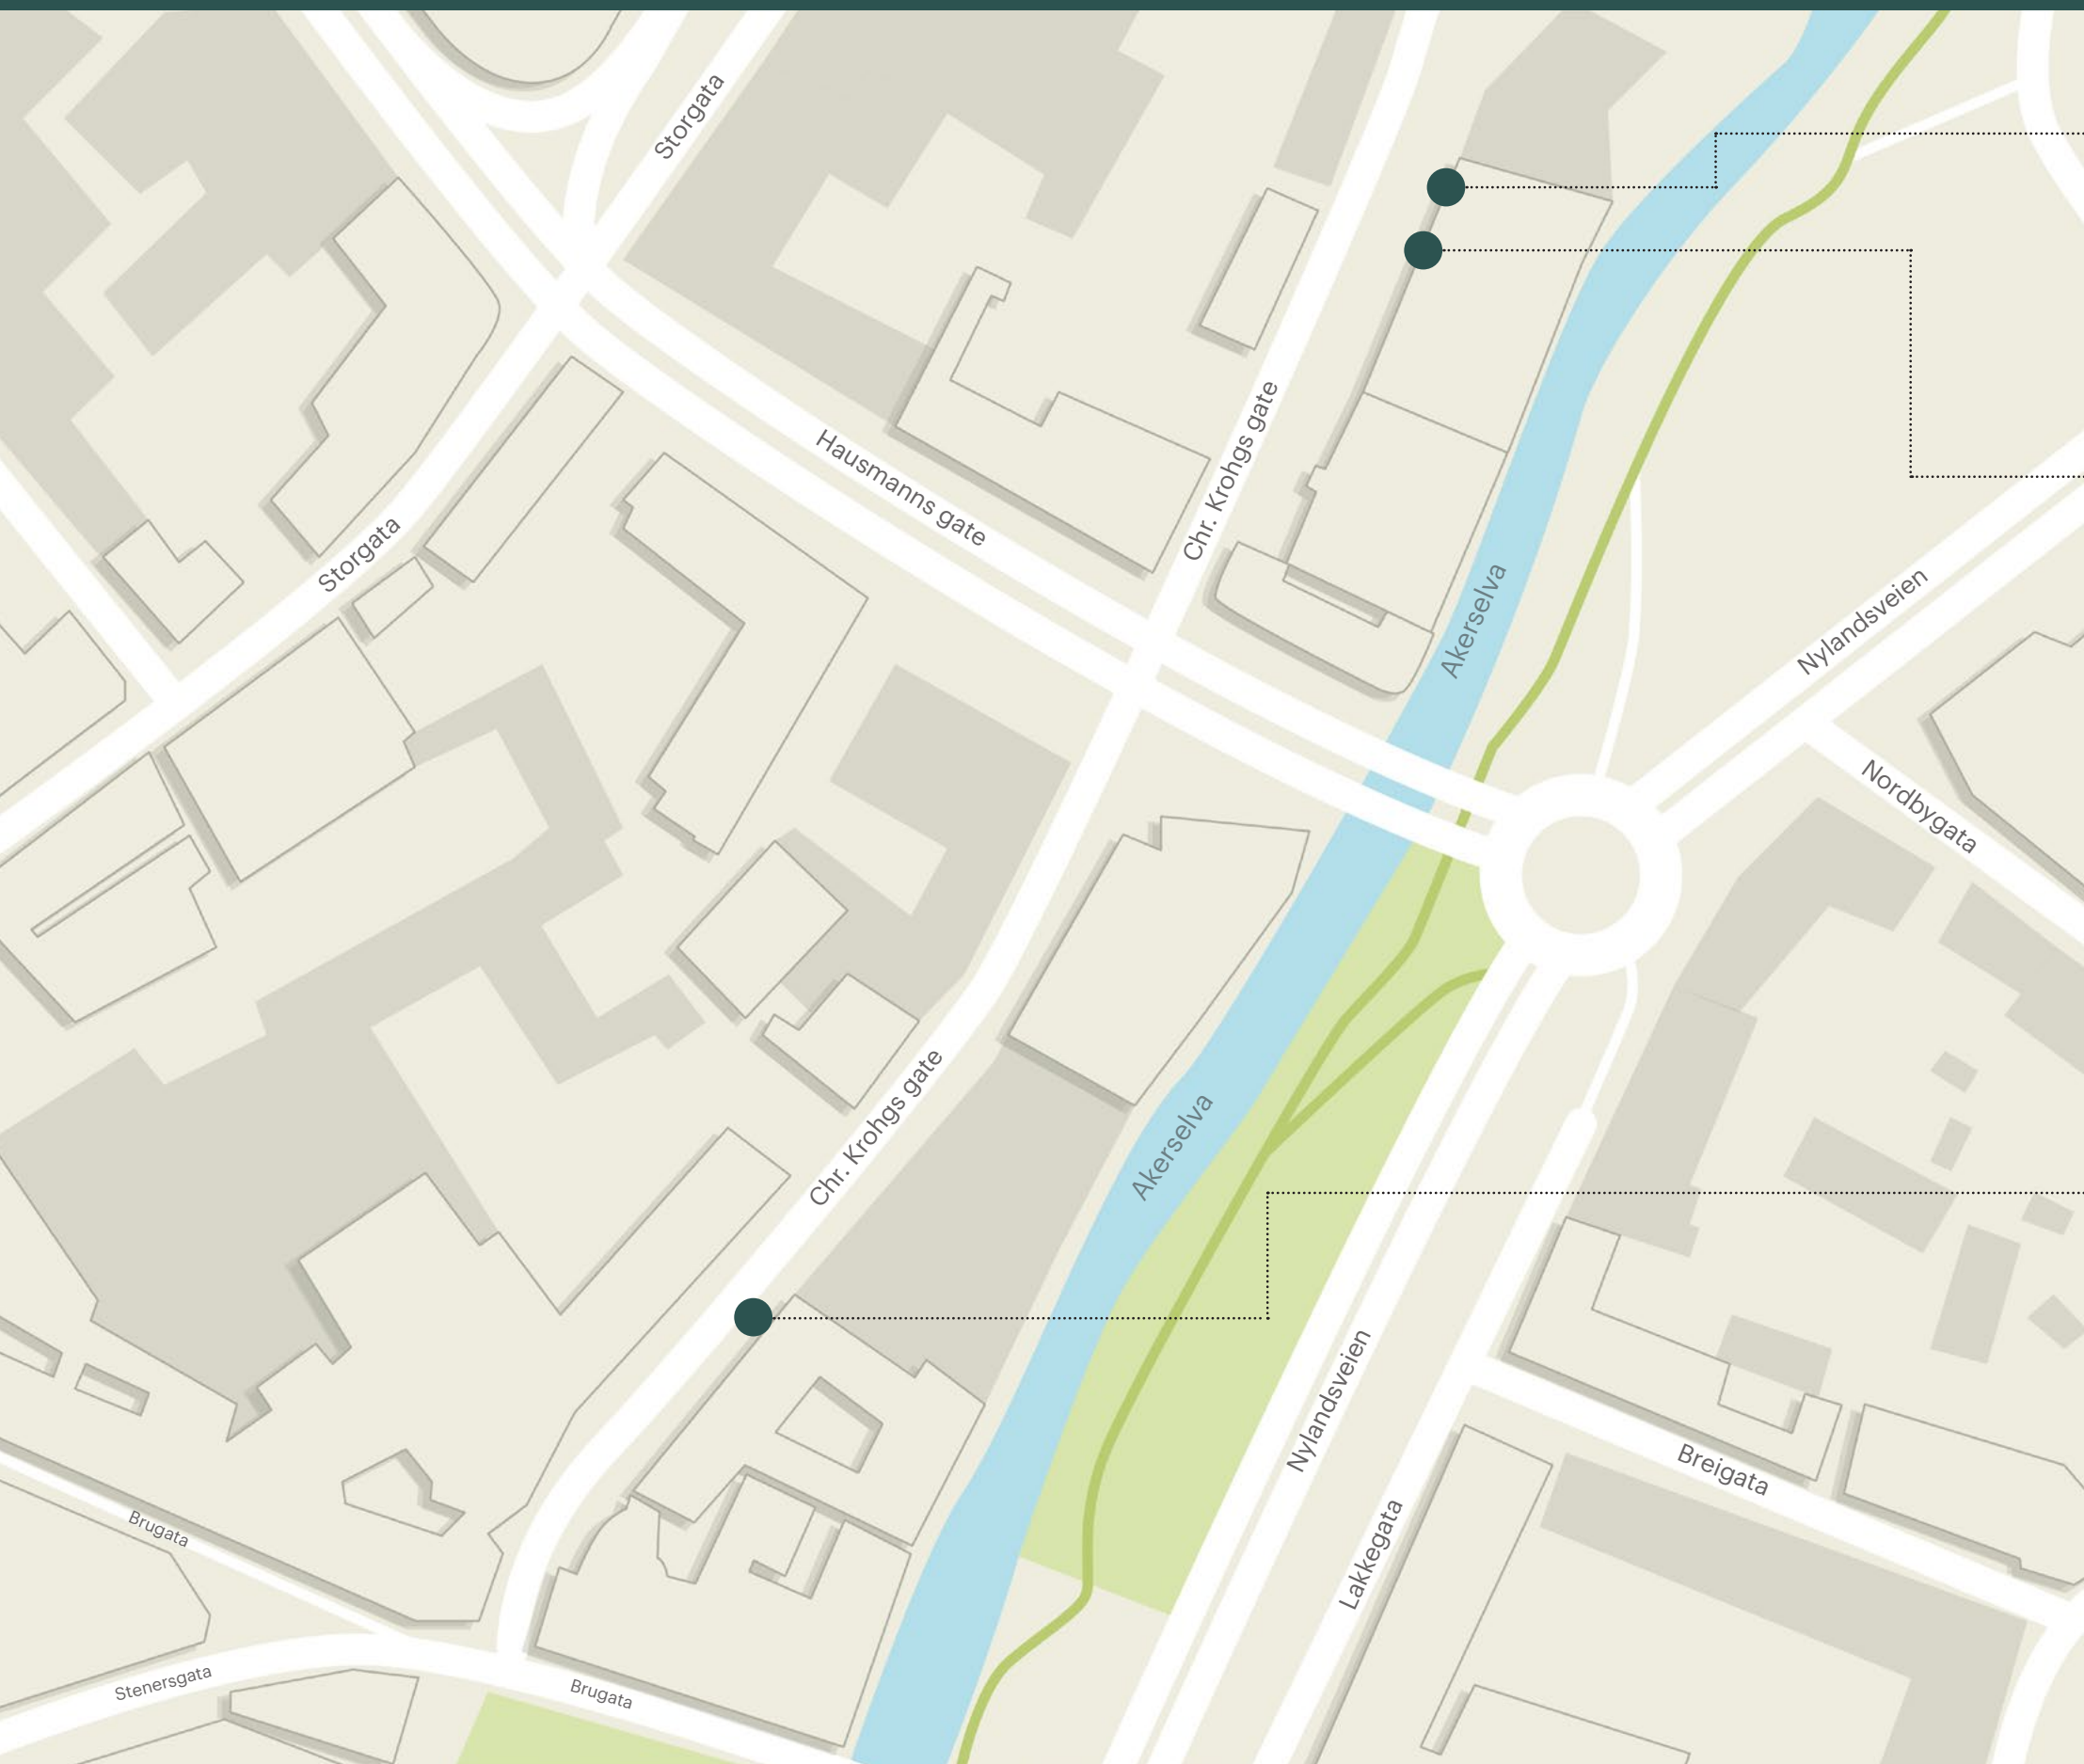 Storgata
Chr. Krohgs gate
Hausmanns gate
Storgata
Akerselva
Nylandsveien
Nordbygata
Chr. Krohgs gate
Akerselva
Nylandsveien
Breigata
Lakkegata
Brugata
Stenersgata
Brugata